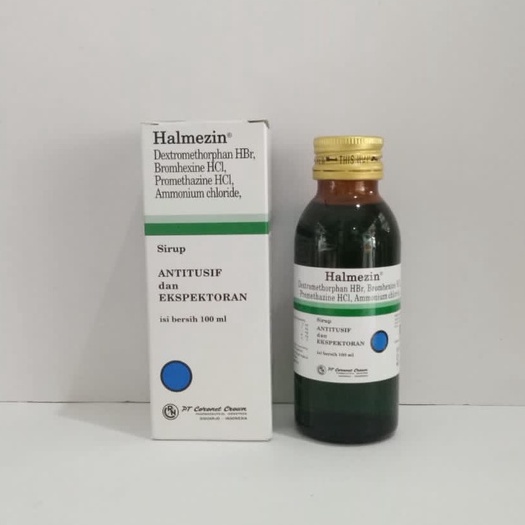 Halmezin®
Dextromethorphan HBr,
Bromhexine HCl,
Promethazine HCl,
Ammonium chloride,
Sirup
ANTITUSIF
dan
EKSPEKTORAN
isi bersih 100 ml
PT Coronet Crown
THIS WAY
Halmezin®
Dextromethorphan HBr, Bromhexine
Promethazine HCl, Ammonium
Sirup
ANTITUSIF
dan
EKSPEKTORAN
isi bersih 100 ml
PT Coronet Crown